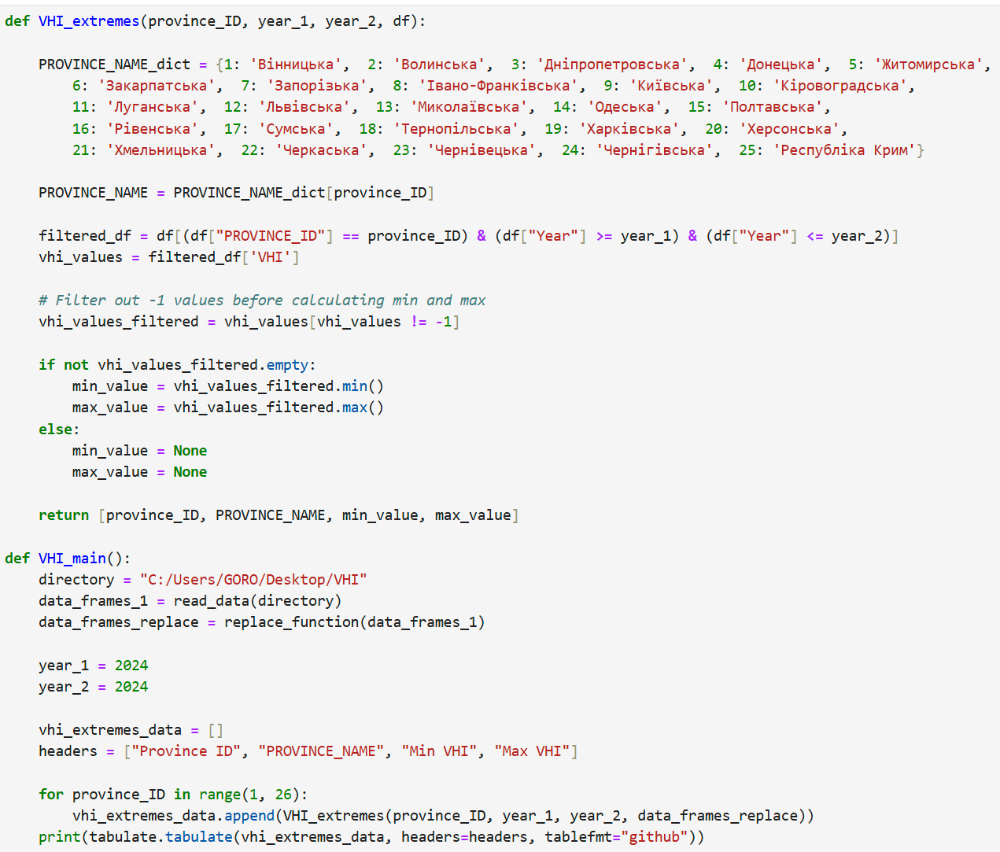 def VHI_extremes(province_ID, year_1, year_2, df):
    PROVINCE_NAME_dict = {1: 'Вінницька',  2: 'Волинська',  3: 'Дніпропетровська',  4: 'Донецька',  5: 'Житомирська',
        6: 'Закарпатська',  7: 'Запорізька',  8: 'Івано-Франківська',  9: 'Київська',  10: 'Кіровоградська',
        11: 'Луганська',  12: 'Львівська',  13: 'Миколаївська',  14: 'Одеська',  15: 'Полтавська',
        16: 'Рівенська',  17: 'Сумська',  18: 'Тернопільська',  19: 'Харківська',  20: 'Херсонська',
        21: 'Хмельницька',  22: 'Черкаська',  23: 'Чернівецька',  24: 'Чернігівська',  25: 'Республіка Крим'}
    PROVINCE_NAME = PROVINCE_NAME_dict[province_ID]
    filtered_df = df[(df["PROVINCE_ID"] == province_ID) & (df["Year"] >= year_1) & (df["Year"] <= year_2)]
    vhi_values = filtered_df['VHI']
    # Filter out -1 values before calculating min and max
    vhi_values_filtered = vhi_values[vhi_values != -1]
    if not vhi_values_filtered.empty:
        min_value = vhi_values_filtered.min()
        max_value = vhi_values_filtered.max()
    else:
        min_value = None
        max_value = None
    return [province_ID, PROVINCE_NAME, min_value, max_value]
def VHI_main():
    directory = "C:/Users/GORO/Desktop/VHI"
    data_frames_1 = read_data(directory)
    data_frames_replace = replace_function(data_frames_1)
    year_1 = 2024
    year_2 = 2024
    vhi_extremes_data = []
    headers = ["Province ID", "PROVINCE_NAME", "Min VHI", "Max VHI"]
    for province_ID in range(1, 26):
        vhi_extremes_data.append(VHI_extremes(province_ID, year_1, year_2, data_frames_replace))
    print(tabulate.tabulate(vhi_extremes_data, headers=headers, tablefmt="github"))